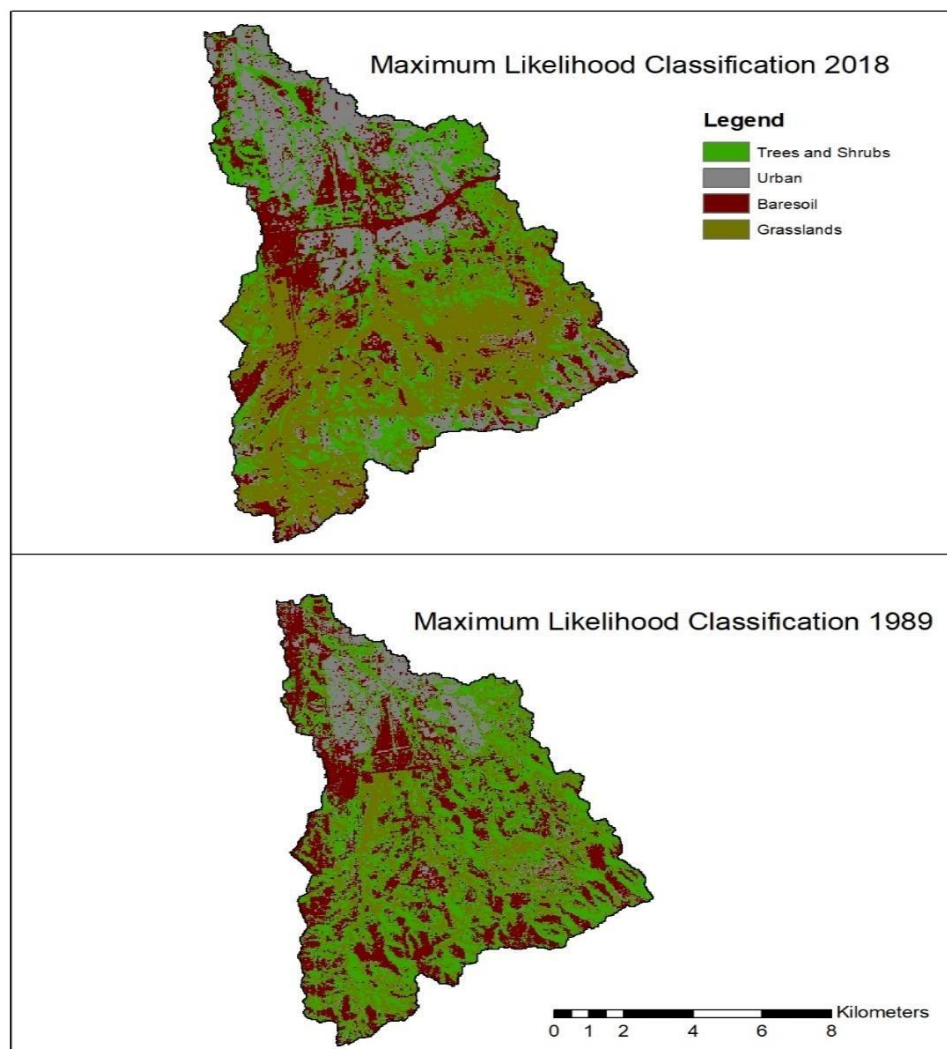 Maximum Likelihood Classification 2018
Legend
Trees and Shrubs
Urban
Baresoil
Grasslands
Maximum Likelihood Classification 1989
Kilometers
0 1 2 4 6 8